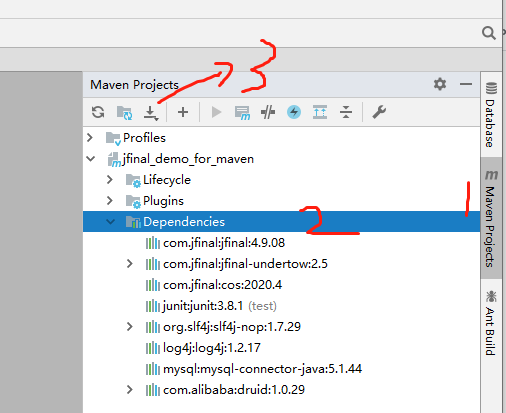 3
Maven Projects
Profiles
jfinal_demo_for_maven
Lifecycle
Plugins
Dependencies
2
com.jfinal:jfinal:4.9.08
com.jfinal:jfinal-undertow:2.5
com.jfinal:cos:2020.4
junit:junit:3.8.1 (test)
org.slf4j:slf4j-nop:1.7.29
log4j:log4j:1.2.17
mysql:mysql-connector-java:5.1.44
com.alibaba:druid:1.0.29
Database
1
m Maven Projects
Ant Build